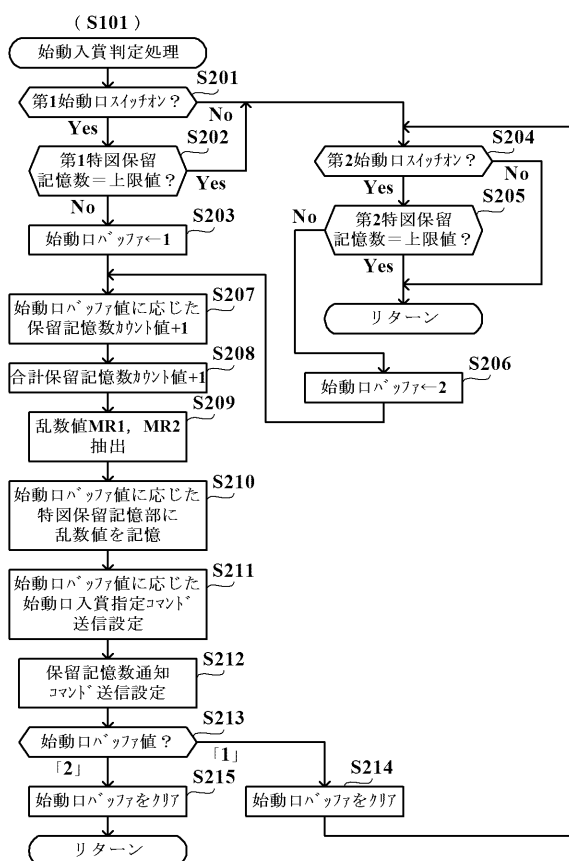 (S101)
始動入賞判定処理
S201
第1始動口スイッチオン?
No
Yes
S202
第1特図保留
記憶数=上限値?
Yes
No
S203
始動口バッファ←1
S204
第2始動口スイッチオン?
No
Yes
S205
第2特図保留
記憶数=上限値?
No
Yes
リターン
S206
始動口バッファ←2
S207
始動口バッファ値に応じた
保留記憶数カウント値+1
S208
合計保留記憶数カウント値+1
S209
乱数値MR1, MR2
抽出
S210
始動口バッファ値に応じた
特図保留記憶部に
乱数値を記憶
S211
始動口バッファ値に応じた
始動口入賞指定コマンド
送信設定
S212
保留記憶数通知
コマンド送信設定
S213
始動口バッファ値?
「1」
「2」
S214
始動口バッファをクリア
S215
始動口バッファをクリア
リターン